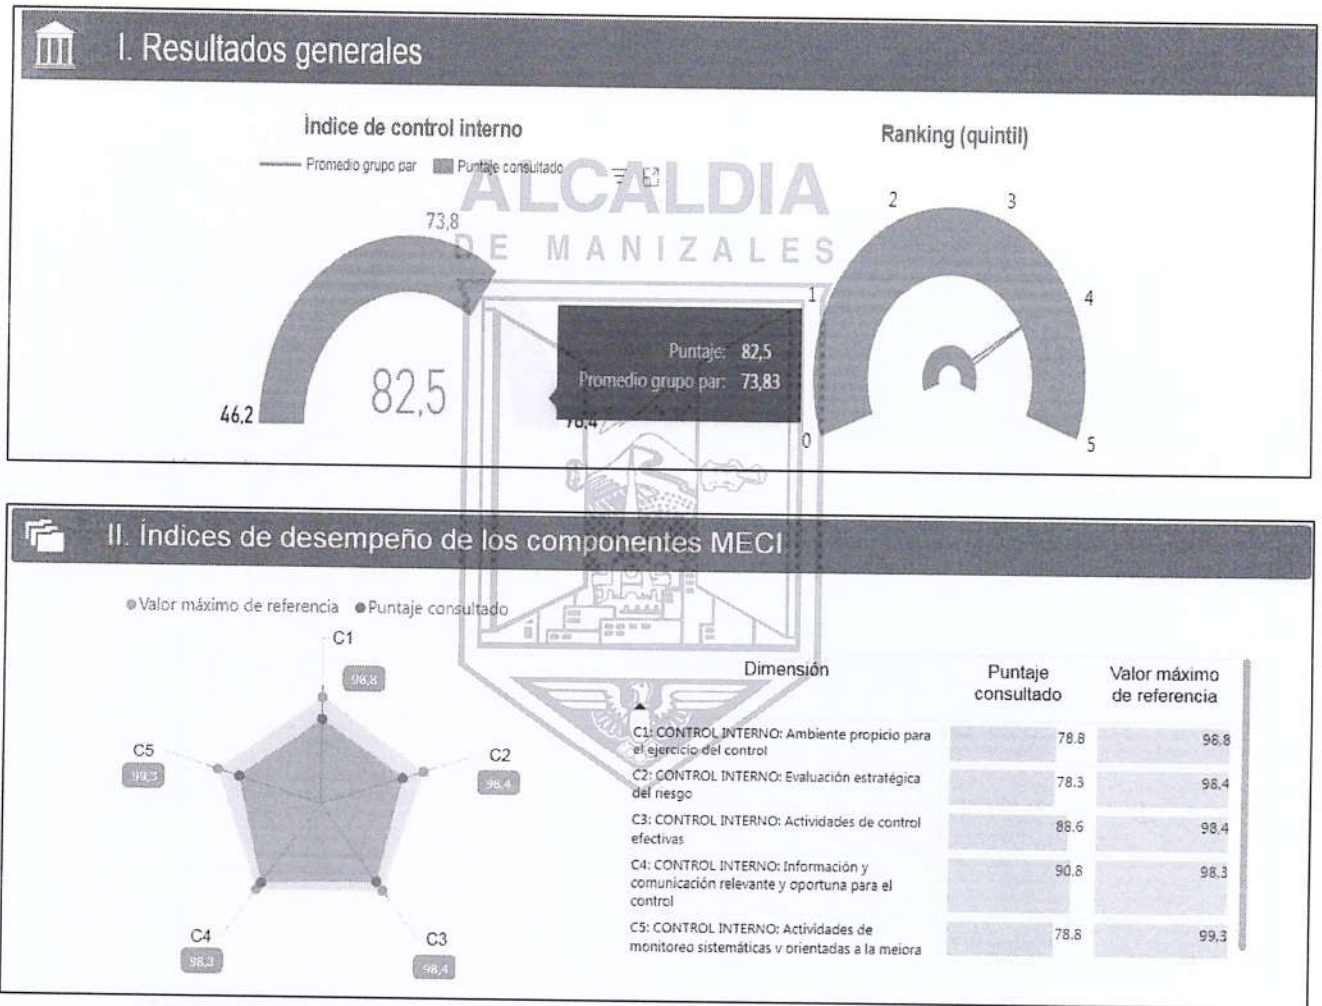 I. Resultados generales
Índice de control interno
Promedio grupo par Puntaje consultado
73,8
46,2
82,5
Puntaje: 82,5
Promedio grupo par: 73,83
Ranking (quintil)
0
1
2
3
4
5
ALCALDIA
DE MANIZALES
II. Índices de desempeño de los componentes MECI
Valor máximo de referencia Puntaje consultado
C1
98,8
C2
98,4
C3
98,4
C4
98,3
C5
99,3
Dimensión Puntaje consultado Valor máximo de referencia
C1: CONTROL INTERNO: Ambiente propicio para
el ejercicio del control 78.8 98,8
C2: CONTROL INTERNO: Evaluación estratégica
del riesgo 78.3 98,4
C3: CONTROL INTERNO: Actividades de control
efectivas 88.6 98,4
C4: CONTROL INTERNO: Información y
comunicación relevante y oportuna para el
control 90.8 98,3
C5: CONTROL INTERNO: Actividades de
monitoreo sistemáticas y orientadas a la mejora 78.8 99,3